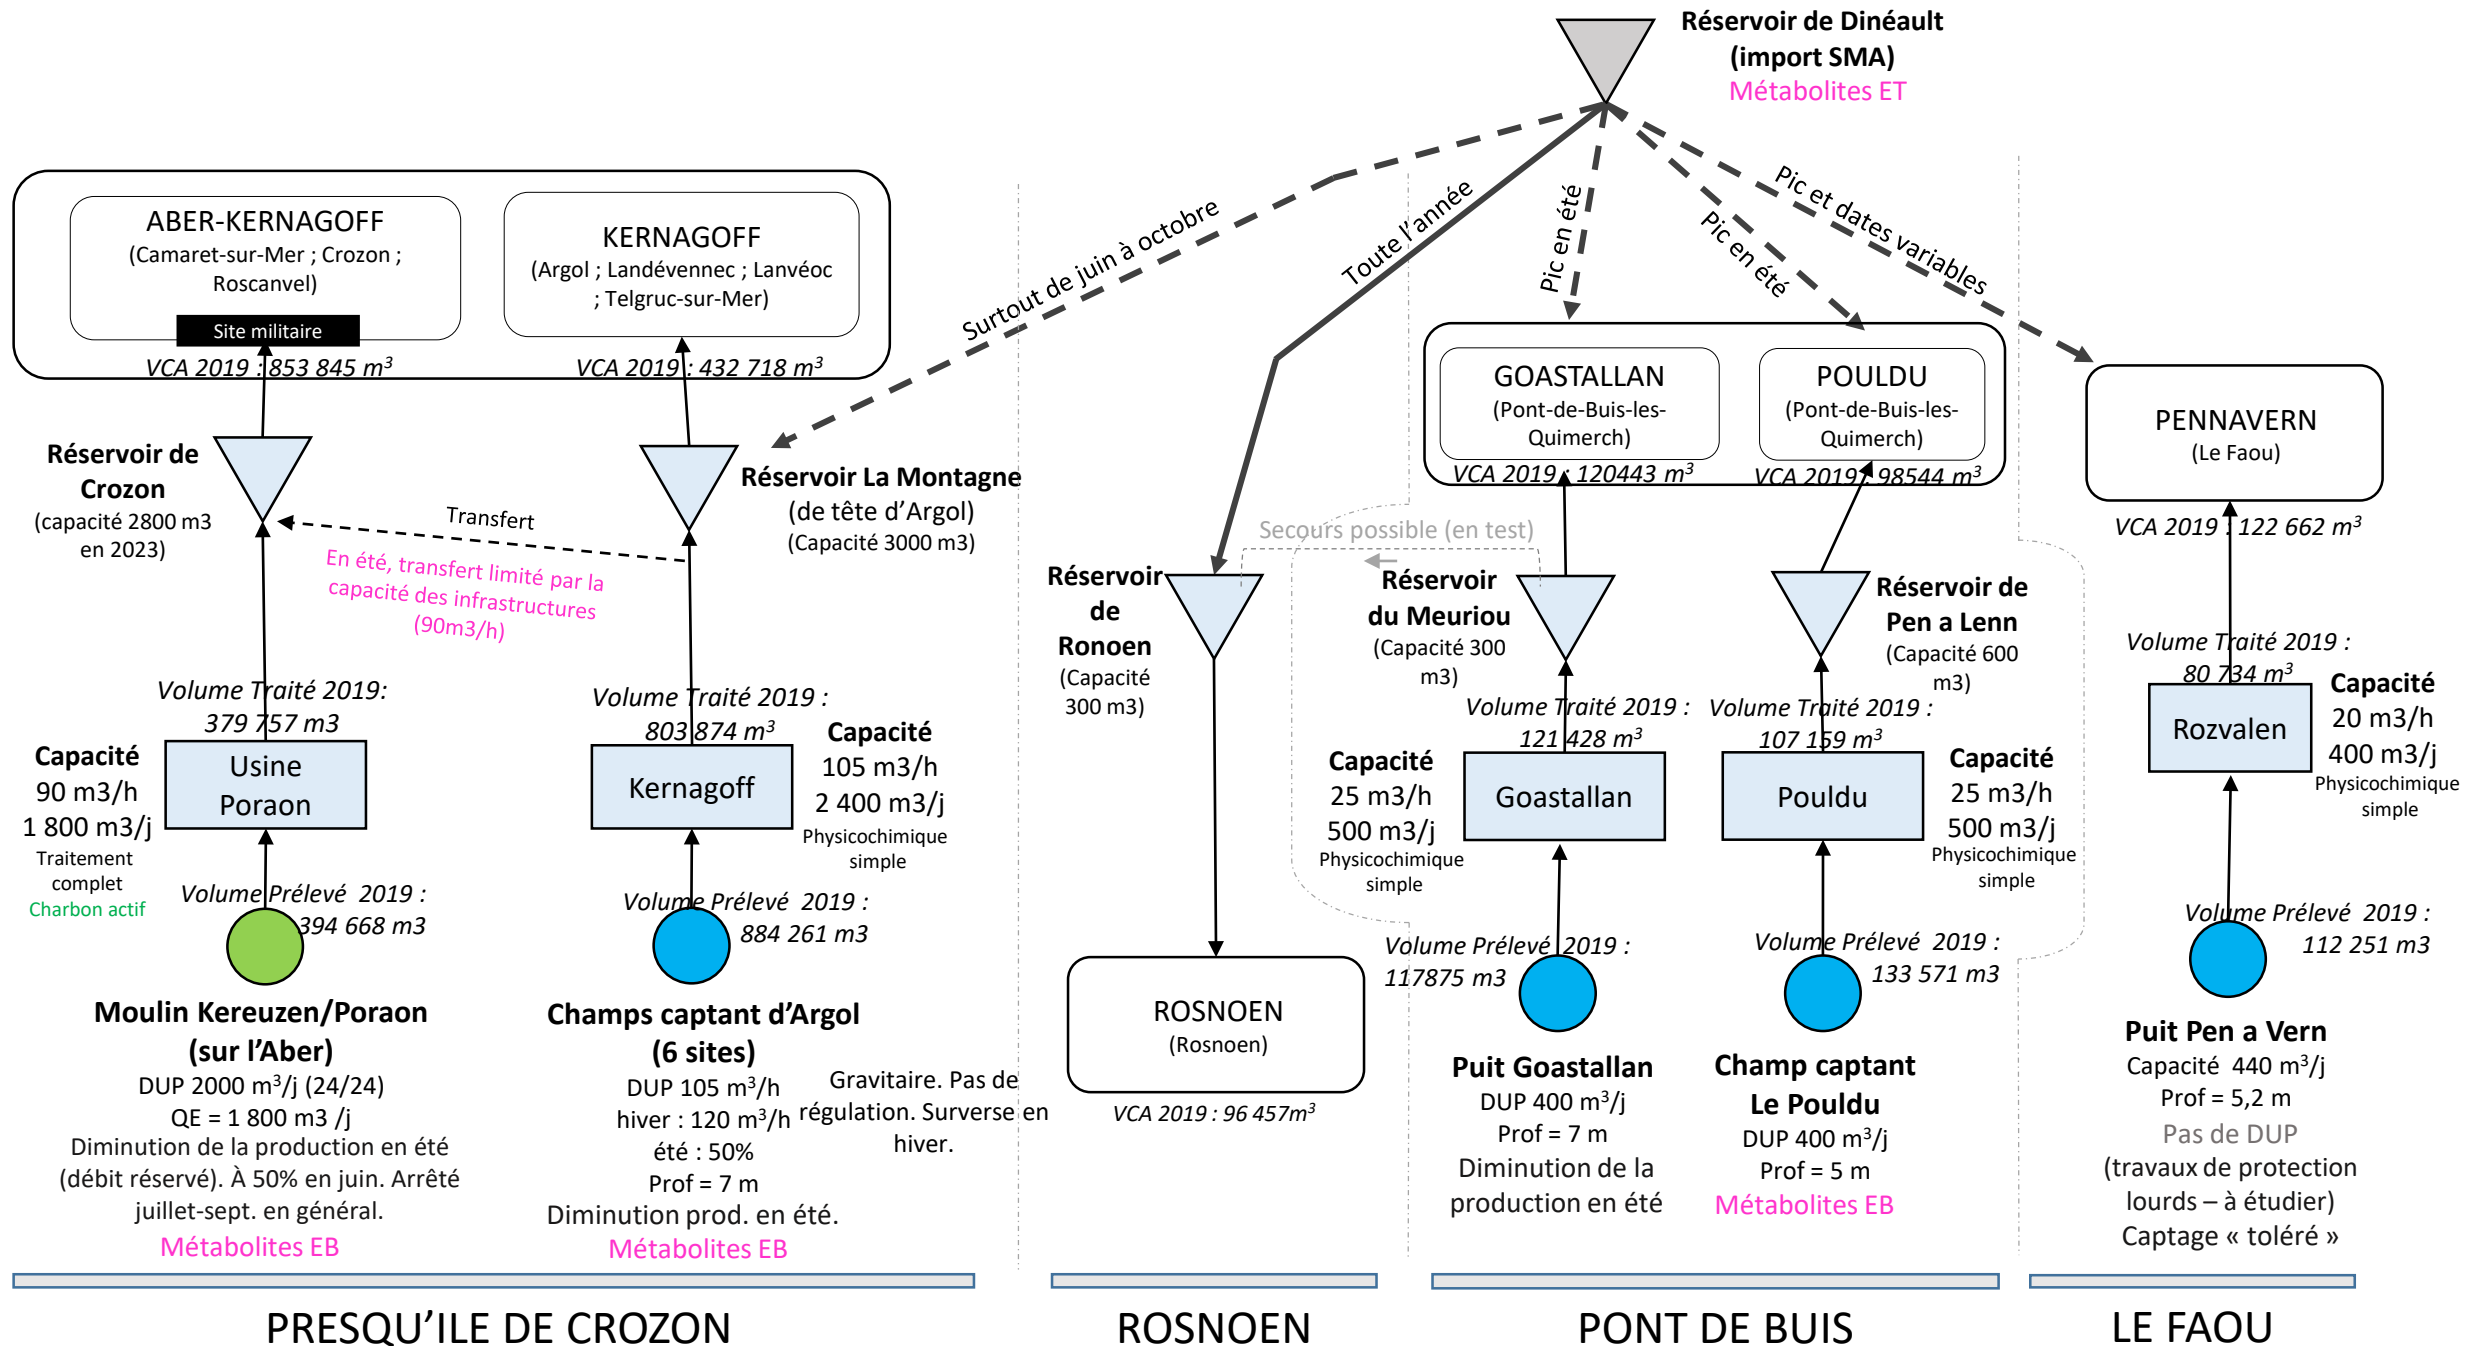 Réservoir de Dinéault
(import SMA)
Métabolites ET
Surtout de juin à octobre
Toute l'année
Pic en été
Pic en été
Pic et dates variables
ABER-KERNAGOFF
(Camaret-sur-Mer ; Crozon ;
Roscanvel)
Site militaire
VCA 2019 : 853 845 m³
KERNAGOFF
(Argol ; Landévennec ; Lanvéoc
; Telgruc-sur-Mer)
VCA 2019 : 432 718 m³
Réservoir de
Crozon
(capacité 2800 m3
en 2023)
Transfert
En été, transfert limité par la
capacité des infrastructures
(90m3/h)
Réservoir La Montagne
(de tête d'Argol)
(Capacité 3000 m3)
Volume Traité 2019:
379 757 m3
Capacité
90 m3/h
1 800 m3/j
Traitement
complet
Charbon actif
Usine
Poraon
Volume Prélevé 2019 :
394 668 m3
Moulin Kereuzen/Poraon
(sur l'Aber)
DUP 2000 m³/j (24/24)
QE = 1 800 m3 /j
Diminution de la production en été
(débit réservé). À 50% en juin. Arrêté
juillet-sept. en général.
Métabolites EB
Volume Traité 2019 :
803 874 m³
Kernagoff
Capacité
105 m3/h
2 400 m3/j
Physicochimique
simple
Volume Prélevé 2019 :
884 261 m3
Champs captant d'Argol
(6 sites)
DUP 105 m³/h
hiver : 120 m³/h
été : 50%
Prof = 7 m
Diminution prod. en été.
Métabolites EB
Gravitaire. Pas de
régulation. Surverse en
hiver.
PRESQU'ILE DE CROZON
Réservoir
de
Ronoen
(Capacité
300 m3)
Secours possible (en test)
ROSNOEN
(Rosnoen)
VCA 2019 : 96 457m³
ROSNOEN
GOASTALLAN
(Pont-de-Buis-les-
Quimerch)
VCA 2019 : 120443 m³
POULDU
(Pont-de-Buis-les-
Quimerch)
VCA 2019 : 98544 m³
Réservoir
du Meuriou
(Capacité 300
m3)
Réservoir de
Pen a Lenn
(Capacité 600
m3)
Volume Traité 2019 :
121 428 m³
Capacité
25 m3/h
500 m3/j
Physicochimique
simple
Goastallan
Volume Prélevé 2019 :
117875 m3
Puit Goastallan
DUP 400 m³/j
Prof = 7 m
Diminution de la
production en été
Volume Traité 2019 :
107 159 m³
Pouldu
Capacité
25 m3/h
500 m3/j
Physicochimique
simple
Volume Prélevé 2019 :
133 571 m3
Champ captant
Le Pouldu
DUP 400 m³/j
Prof = 5 m
Métabolites EB
PONT DE BUIS
PENNAVERN
(Le Faou)
VCA 2019 : 122 662 m³
Volume Traité 2019 :
80 734 m³
Rozvalen
Capacité
20 m3/h
400 m3/j
Physicochimique
simple
Volume Prélevé 2019 :
112 251 m3
Puit Pen a Vern
Capacité 440 m³/j
Prof = 5,2 m
Pas de DUP
(travaux de protection
lourds – à étudier)
Captage « toléré »
LE FAOU